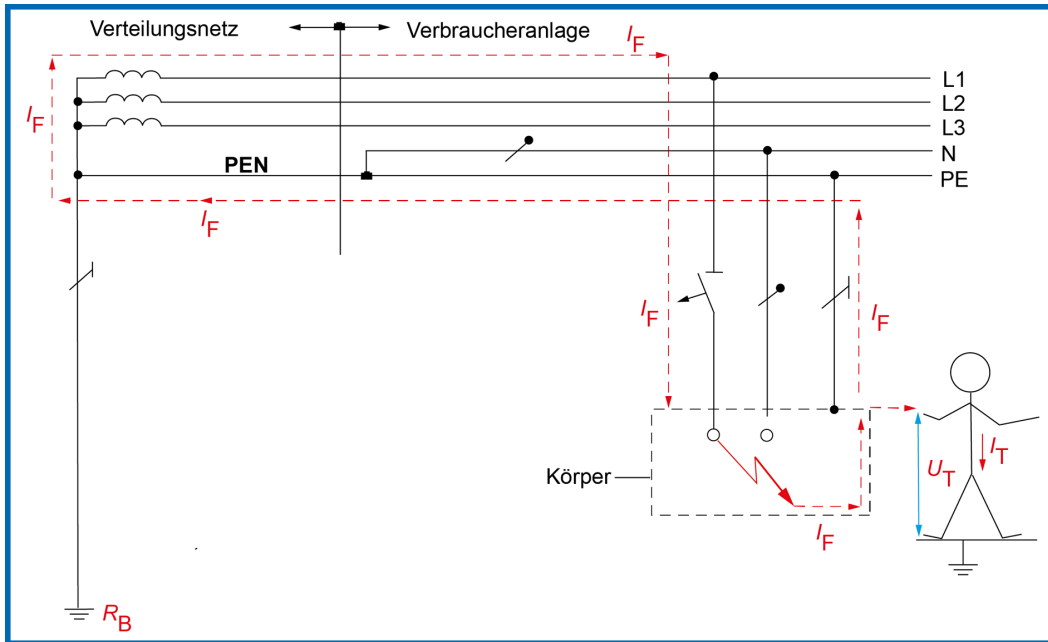 Verteilungsnetz
Verbraucheranlage
IF
L1
IF
L2
L3
N
PEN
PE
IF
IF
IF
Körper
UT
IT
IF
RB